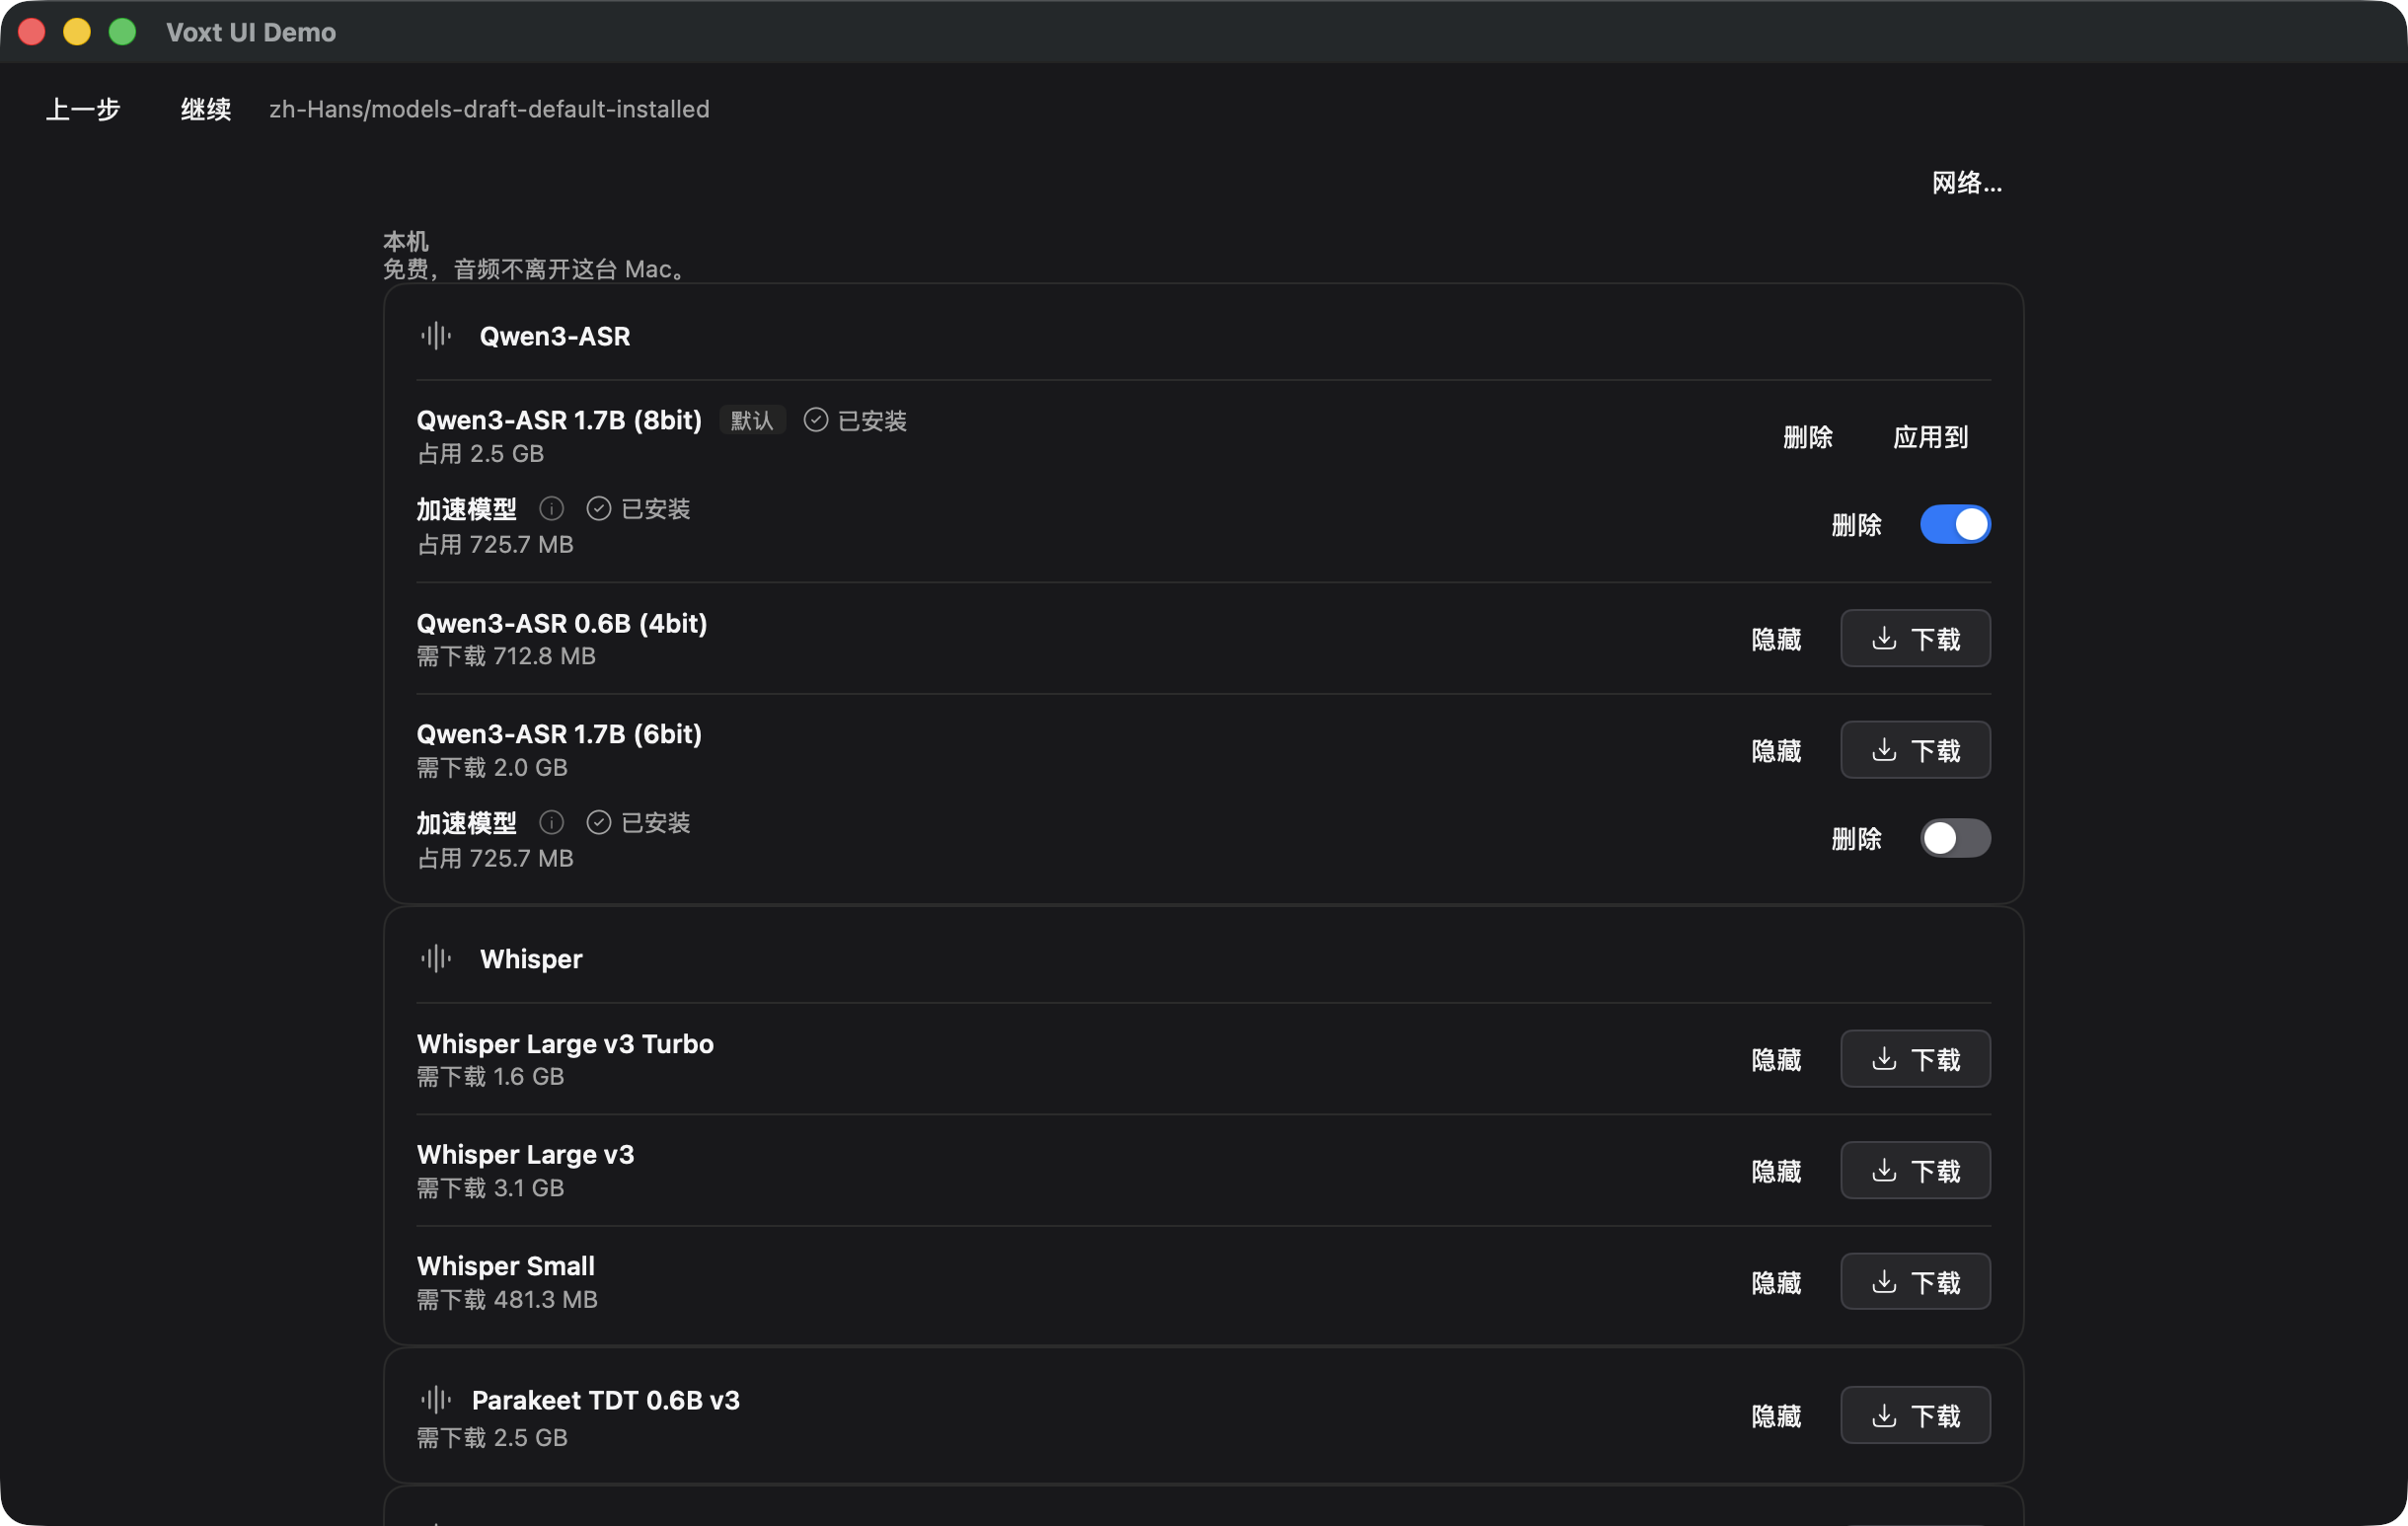 Voxt UI Demo
上一步 继续 zh-Hans/models-draft-default-installed
网络...
本机
免费，音频不离开这台 Mac。
Qwen3-ASR
Qwen3-ASR 1.7B (8bit) 默认 已安装
占用 2.5 GB
删除 应用到
加速模型 已安装
占用 725.7 MB
删除
Qwen3-ASR 0.6B (4bit)
需下载 712.8 MB
隐藏 下载
Qwen3-ASR 1.7B (6bit)
需下载 2.0 GB
隐藏 下载
加速模型 已安装
占用 725.7 MB
删除
Whisper
Whisper Large v3 Turbo
需下载 1.6 GB
隐藏 下载
Whisper Large v3
需下载 3.1 GB
隐藏 下载
Whisper Small
需下载 481.3 MB
隐藏 下载
Parakeet TDT 0.6B v3
需下载 2.5 GB
隐藏 下载